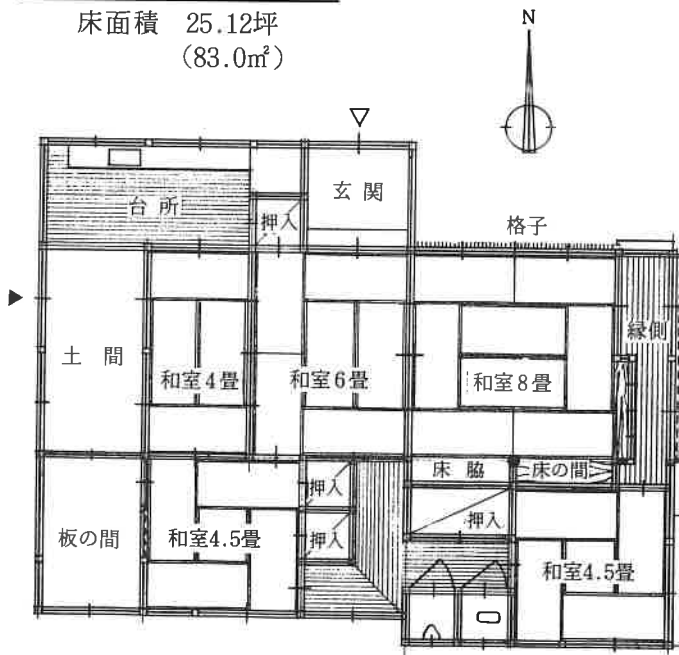 床面積 25.12坪
(83.0㎡)
N
台所
押入
玄関
格子
土間
和室4畳
和室6畳
和室8畳
縁側
床脇
床の間
板の間
和室4.5畳
押入
押入
押入
和室4.5畳